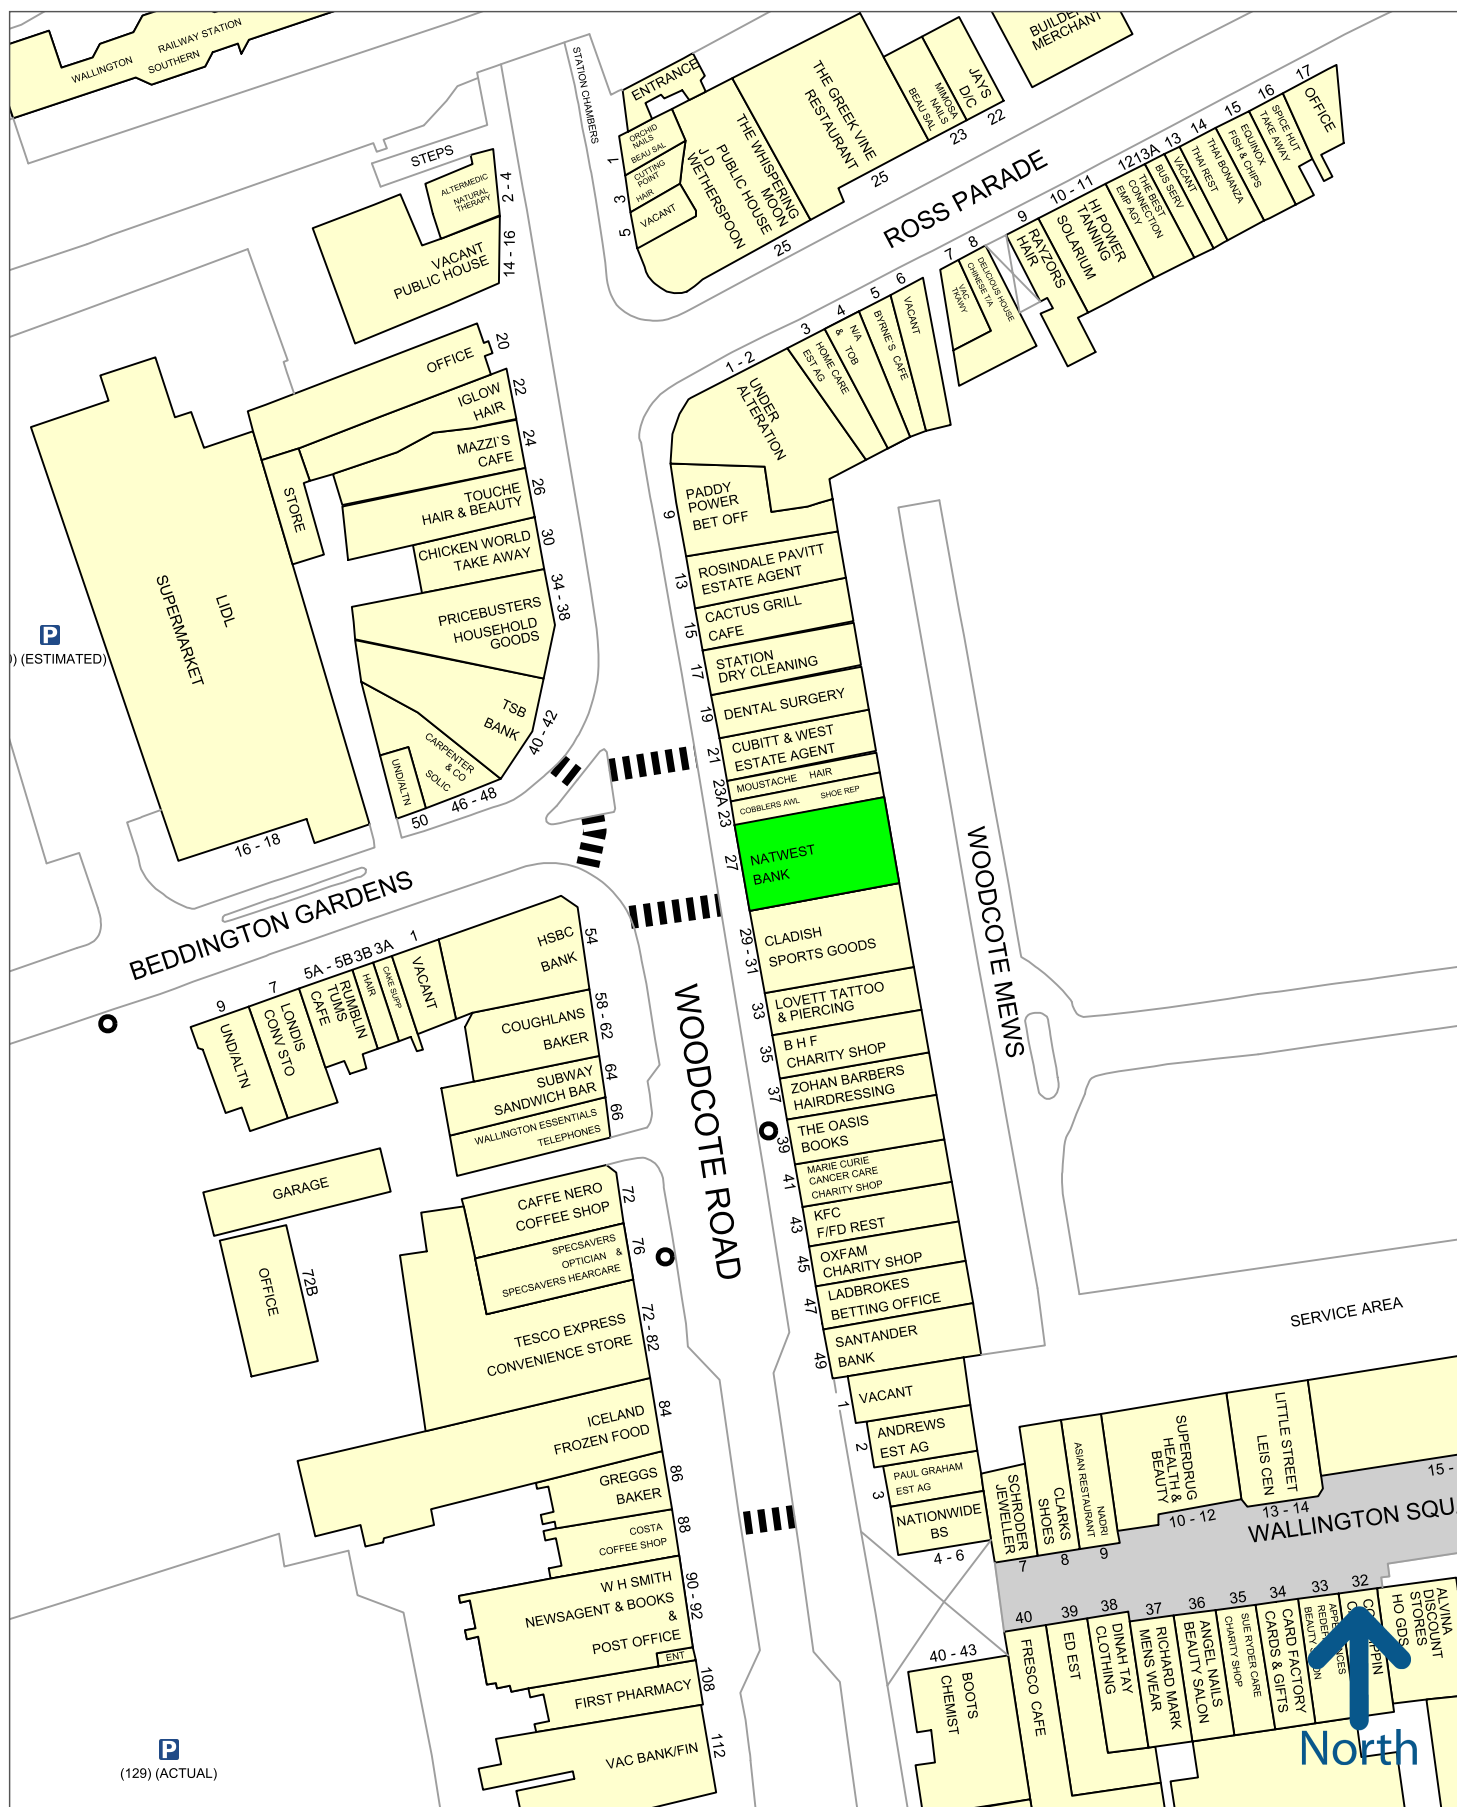 WALLINGTON
RAILWAY STATION
SOUTHERN
STATION CHAMBERS
STEPS
ENTRANCE
ORCHID
NAILS
BEAU SAL
1
CUTTING
POINT
HAIR
3
VACANT
5
THE WHISPERING
MOON
PUBLIC HOUSE
J D
WETHERSPOON
25
THE GREEK VINE
RESTAURANT
25
BEAU SAL
MIMOSA
NAILS
23
JAYS
D/C
22
BUILDERS
MERCHANT
ROSS PARADE
ALTERMEDIC
NATURAL
THERAPY
2 - 4
VACANT
PUBLIC HOUSE
14 - 16
OFFICE
20
IGLOW
HAIR
22
MAZZI`S
CAFE
24
TOUCHE
HAIR & BEAUTY
26
CHICKEN WORLD
TAKE AWAY
30
PRICEBUSTERS
HOUSEHOLD
GOODS
34 - 38
TSB
BANK
40 - 42
CARPENTER
& CO
SOLIC
46 - 48
UND/ALTN
50
STORE
LIDL
SUPERMARKET
16 - 18
P
) (ESTIMATED)
17
OFFICE
16
SPICE HUT
TAKE AWAY
15
EQUINOX
FISH & CHIPS
14
THAI BONANZA
THAI REST
13
VACANT
13A
BUS SERV
12
THE BEST
CONNECTION
EMP AGY
10 - 11
HI POWER
TANNING
SOLARIUM
9
RAYZORS
HAIR
8
DELICIOUS HOUSE
CHINESE T/A
7
VAC
TKAWY
6
VACANT
5
BYRNE`S CAFE
4
N/A
& TOB
3
HOME CARE
EST AG
1 - 2
UNDER
ALTERATION
PADDY
POWER
BET OFF
9
ROSINDALE PAVITT
ESTATE AGENT
13
CACTUS GRILL
CAFE
15
STATION
DRY CLEANING
17
DENTAL SURGERY
19
CUBITT & WEST
ESTATE AGENT
21
MOUSTACHE HAIR
23A
COBBLERS AWL SHOE REP
23
NATWEST
BANK
27
CLADISH
SPORTS GOODS
29 - 31
LOVETT TATTOO
& PIERCING
33
B H F
CHARITY SHOP
35
ZOHAN BARBERS
HAIRDRESSING
37
THE OASIS
BOOKS
39
MARIE CURIE
CANCER CARE
CHARITY SHOP
41
KFC
F/FD REST
43
OXFAM
CHARITY SHOP
45
LADBROKES
BETTING OFFICE
47
SANTANDER
BANK
49
VACANT
1
ANDREWS
EST AG
2
PAUL GRAHAM
EST AG
3
NATIONWIDE
BS
4 - 6
WOODCOTE MEWS
WOODCOTE ROAD
BEDDINGTON GARDENS
HSBC
BANK
54
VACANT
1
CAKE SUPP
3A
HAIR
3B
RUMBLIN
TUMS
CAFE
5A - 5B
LONDIS
CONV STO
7
UND/ALTN
9
COUGHLANS
BAKER
58 - 62
SUBWAY
SANDWICH BAR
64
WALLINGTON ESSENTIALS
TELEPHONES
66
GARAGE
OFFICE
72B
CAFFE NERO
COFFEE SHOP
72
SPECSAVERS
OPTICIAN &
SPECSAVERS HEARCARE
76
TESCO EXPRESS
CONVENIENCE STORE
72 - 82
ICELAND
FROZEN FOOD
84
GREGGS
BAKER
86
COSTA
COFFEE SHOP
88
W H SMITH
NEWSAGENT & BOOKS
&
POST OFFICE
90 - 92
ENT
FIRST PHARMACY
108
VAC BANK/FIN
112
P
(129) (ACTUAL)
SERVICE AREA
SCHRODER
JEWELLER
7
CLARKS
SHOES
8
NADRI
ASIAN RESTAURANT
9
SUPERDRUG
HEALTH &
BEAUTY
10 - 12
LITTLE STREET
LEIS CEN
13 - 14
15 -
WALLINGTON SQU
40 - 43
BOOTS
CHEMIST
40
FRESCO CAFE
39
ED EST
38
DINAH TAY
CLOTHING
37
RICHARD MARK
MENS WEAR
36
ANGEL NAILS
BEAUTY SALON
35
SUE RYDER CARE
CHARITY SHOP
34
CARD FACTORY
CARDS & GIFTS
33
32
ALVINA
DISCOUNT
STORES
HO GDS
North